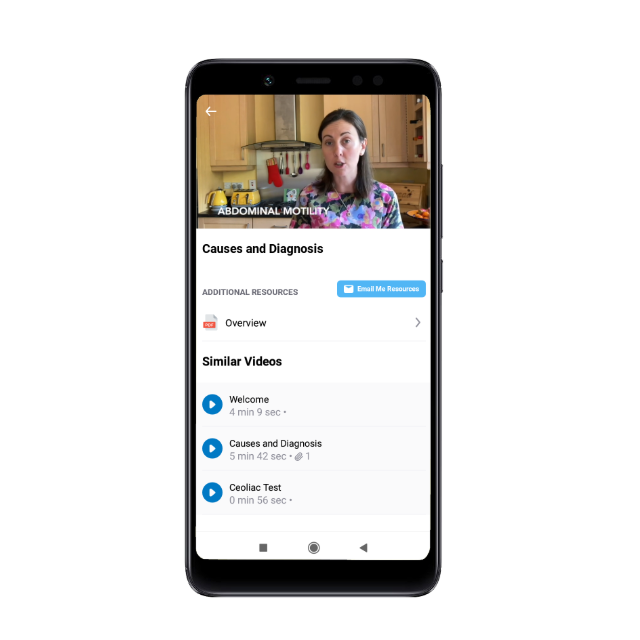 ABDOMINAL MOTILITY
Causes and Diagnosis
ADDITIONAL RESOURCES
Email Me Resources
PDF
Overview
Similar Videos
Welcome
4 min 9 sec •
Causes and Diagnosis
5 min 42 sec • 1
Ceoliac Test
0 min 56 sec •